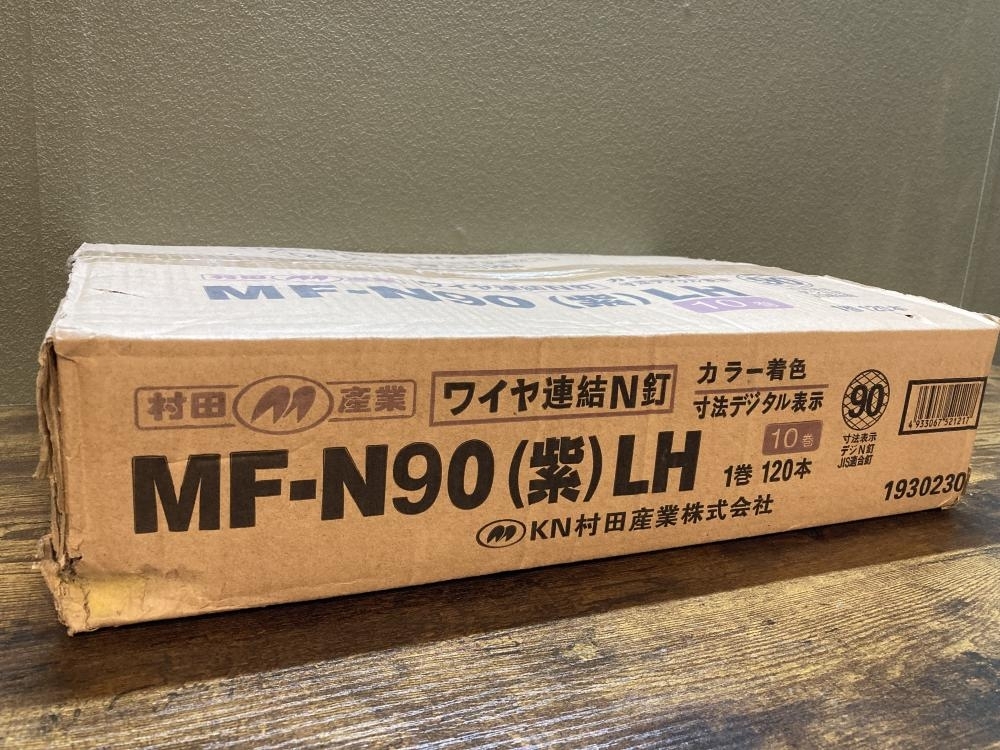 MF-N90(紫)LH
10巻
村田 産業
ワイヤ連結N釘
カラー着色
寸法デジタル表示
90
寸法表示
デジN釘
JIS適合釘
4933067521217
MF-N90(紫)LH
10巻
1巻 120本
KN村田産業株式会社
1930230